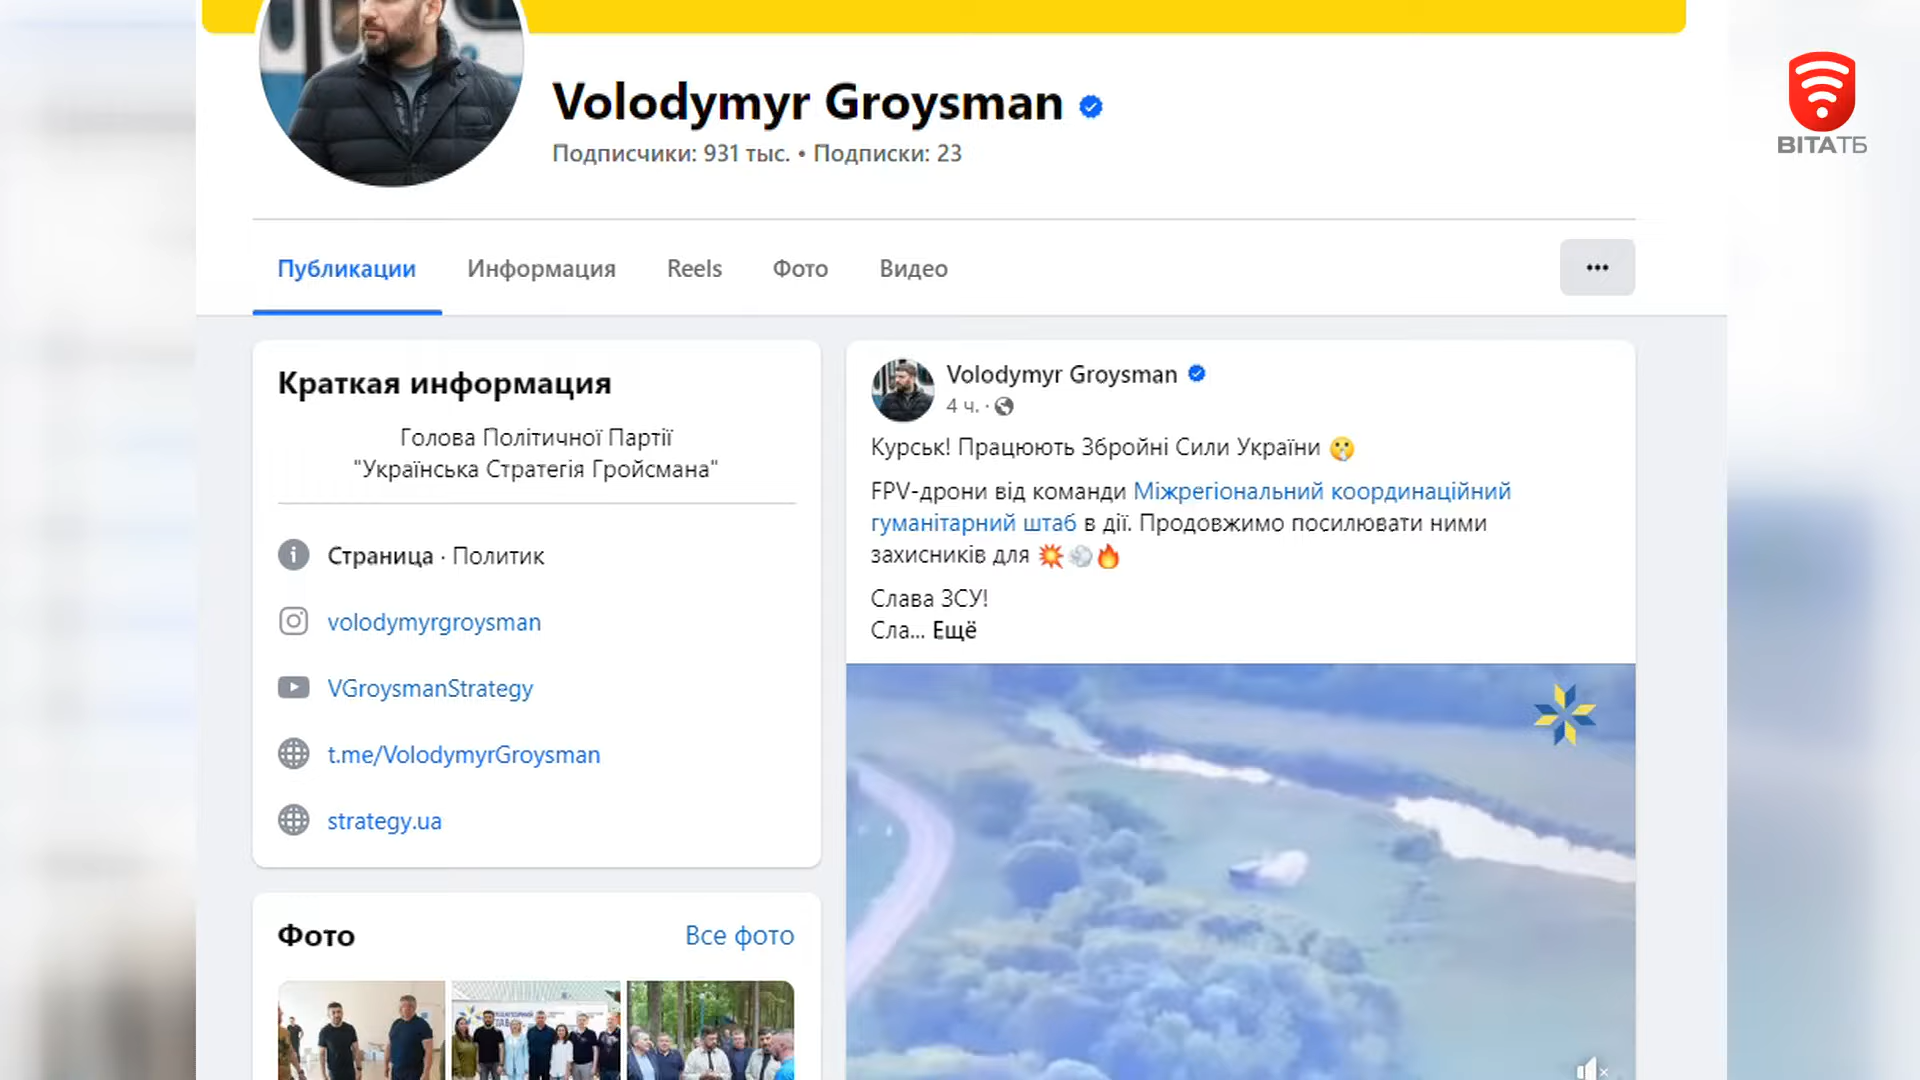 Volodymyr Groysman
Подписчики: 931 тыс. • Подписки: 23
ВІТАТБ
Публикации
Информация
Reels
Фото
Видео
Краткая информация
Голова Політичної Партії
"Українська Стратегія Гройсмана"
Страница · Политик
volodymyrgroysman
VGroysmanStrategy
t.me/VolodymyrGroysman
strategy.ua
Фото
Все фото
Volodymyr Groysman
4 ч. ·
Курськ! Працюють Збройні Сили України 🤫
FPV-дрони від команди Міжрегіональний координаційний
гуманітарний штаб в дії. Продовжимо посилювати ними
захисників для 💥💨🔥
Слава ЗСУ!
Сла... Ещё